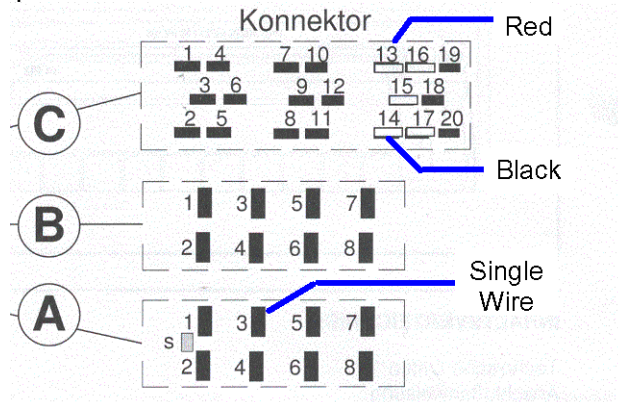 Konnektor
Red
1 4 7 10 13 16 19
3 6 9 12 15 18
C
2 5 8 11 14 17 20
Black
1 3 5 7
B
2 4 6 8
Single
Wire
A
1 3 5 7
s
2 4 6 8